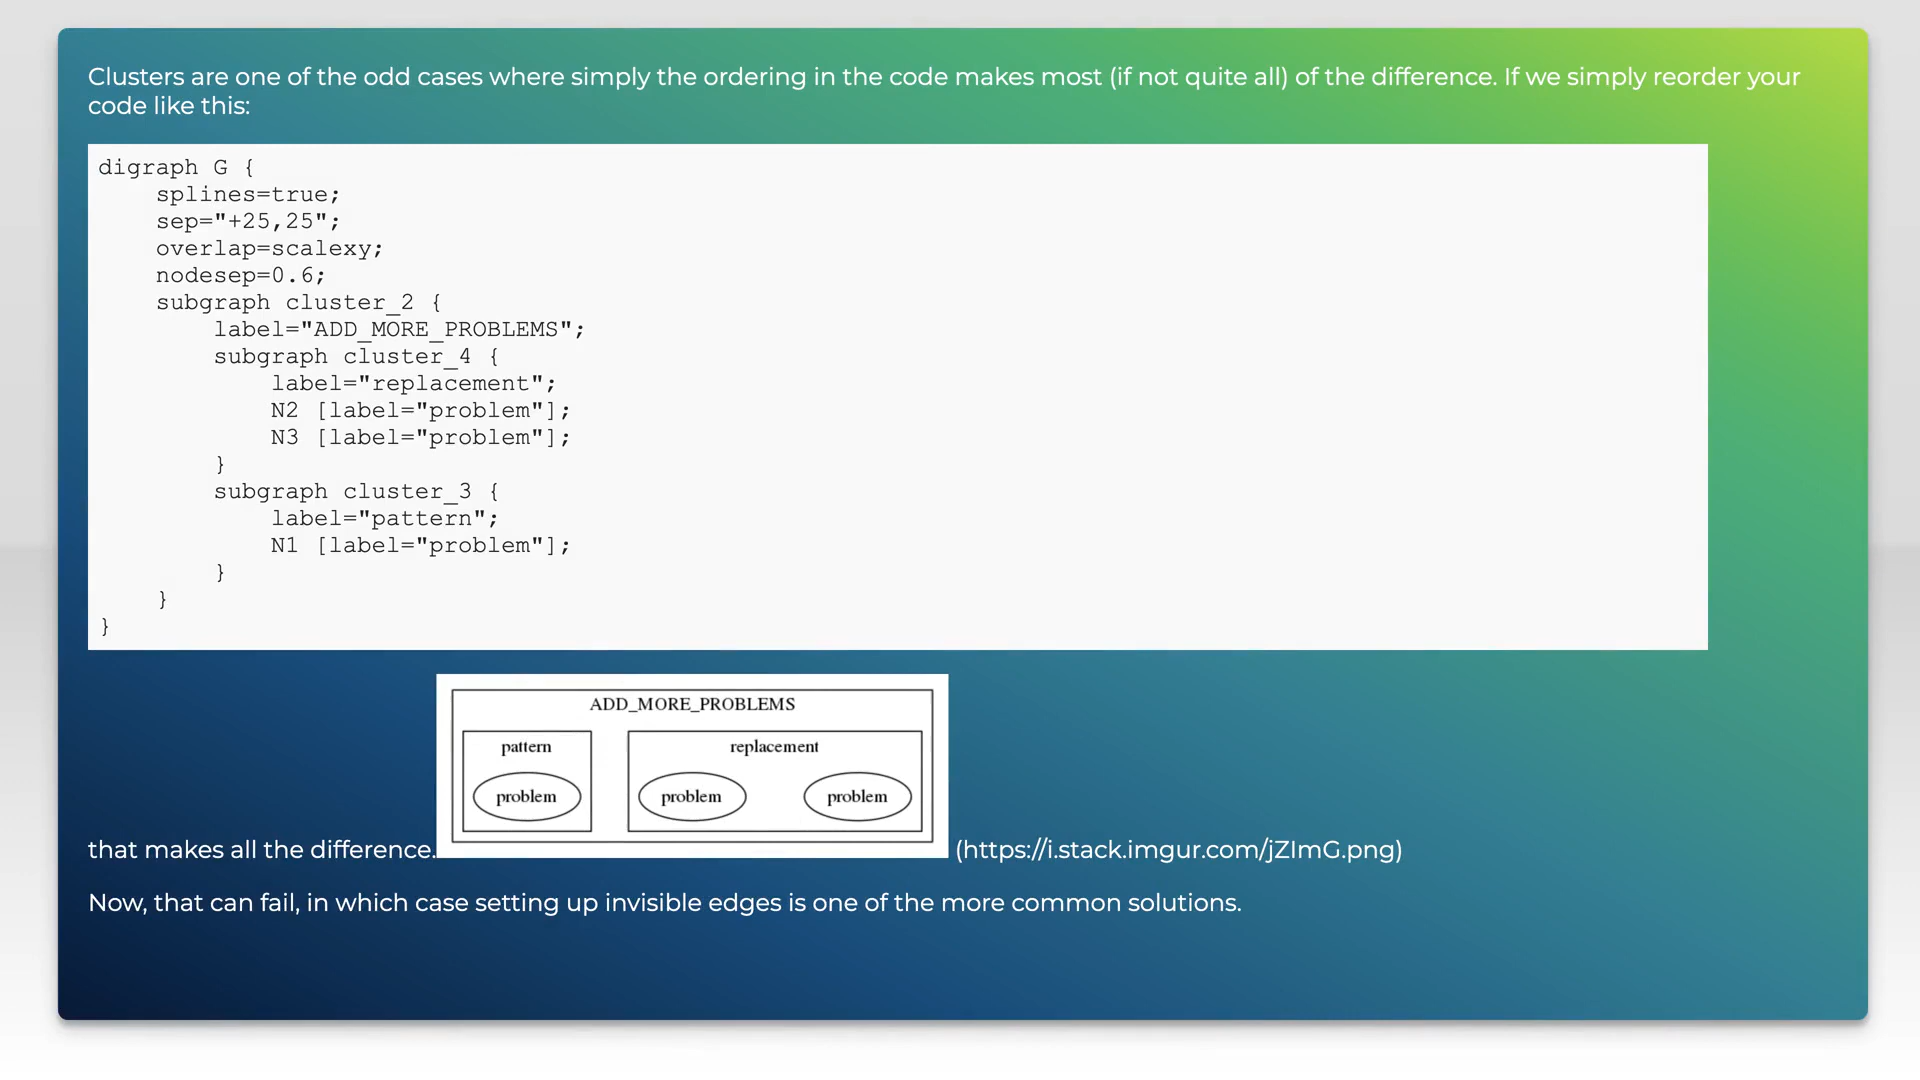 Clusters are one of the odd cases where simply the ordering in the code makes most (if not quite all) of the difference. If we simply reorder your
code like this:
digraph G {
    splines=true;
    sep="+25,25";
    overlap=scalexy;
    nodesep=0.6;
    subgraph cluster_2 {
        label="ADD_MORE_PROBLEMS";
        subgraph cluster_4 {
            label="replacement";
            N2 [label="problem"];
            N3 [label="problem"];
        }
        subgraph cluster_3 {
            label="pattern";
            N1 [label="problem"];
        }
    }
}
ADD_MORE_PROBLEMS
pattern replacement
problem problem problem
that makes all the difference. (https://i.stack.imgur.com/jZImG.png)
Now, that can fail, in which case setting up invisible edges is one of the more common solutions.